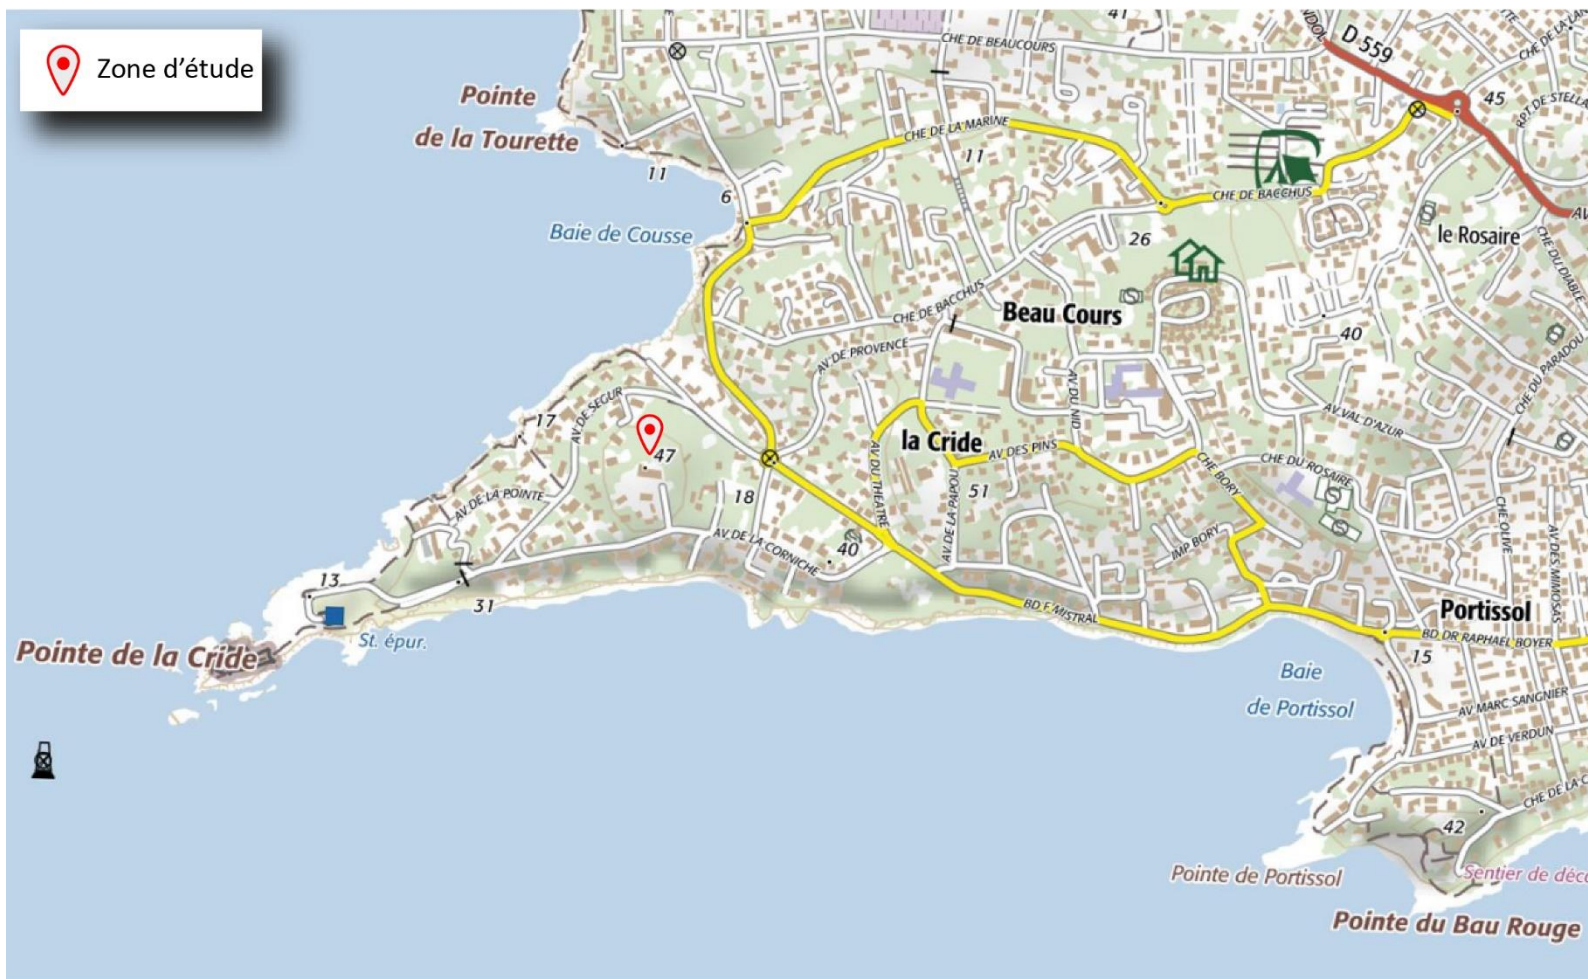 Zone d'étude
41
CHE DE BEAUCOURS
D 559
45
Pointe
de la Tourette
CHE DE LA MARINE
11
11
6
CHE DE BACCHUS
Baie de Cousse
26
le Rosaire
CHE DU DIABLE
CHE DE BACCHUS
Beau Cours
40
AV DE PROVENCE
CHE DU PARADOU
AV DE SEGUR
AV DU NID
AV VAL D'AZUR
17
47
la Cride
AV DES PINS
CHE DU ROSAIRE
CHE BORY
AV DE LA POINTE
18
AV DU THEATRE
AV DE LA PAPOU
51
CHE OLIVE
AV DES MIMOSAS
IMP BORY
AV DE LA CORNICHE
40
13
31
BD F MISTRAL
Portissol
BD DR RAPHAEL BOYER
St. épur.
Pointe de la Cride
15
Baie
de Portissol
AV MARC SANGNIER
AV DE VERDUN
42
Pointe de Portissol
Sentier de déco
Pointe du Bau Rouge